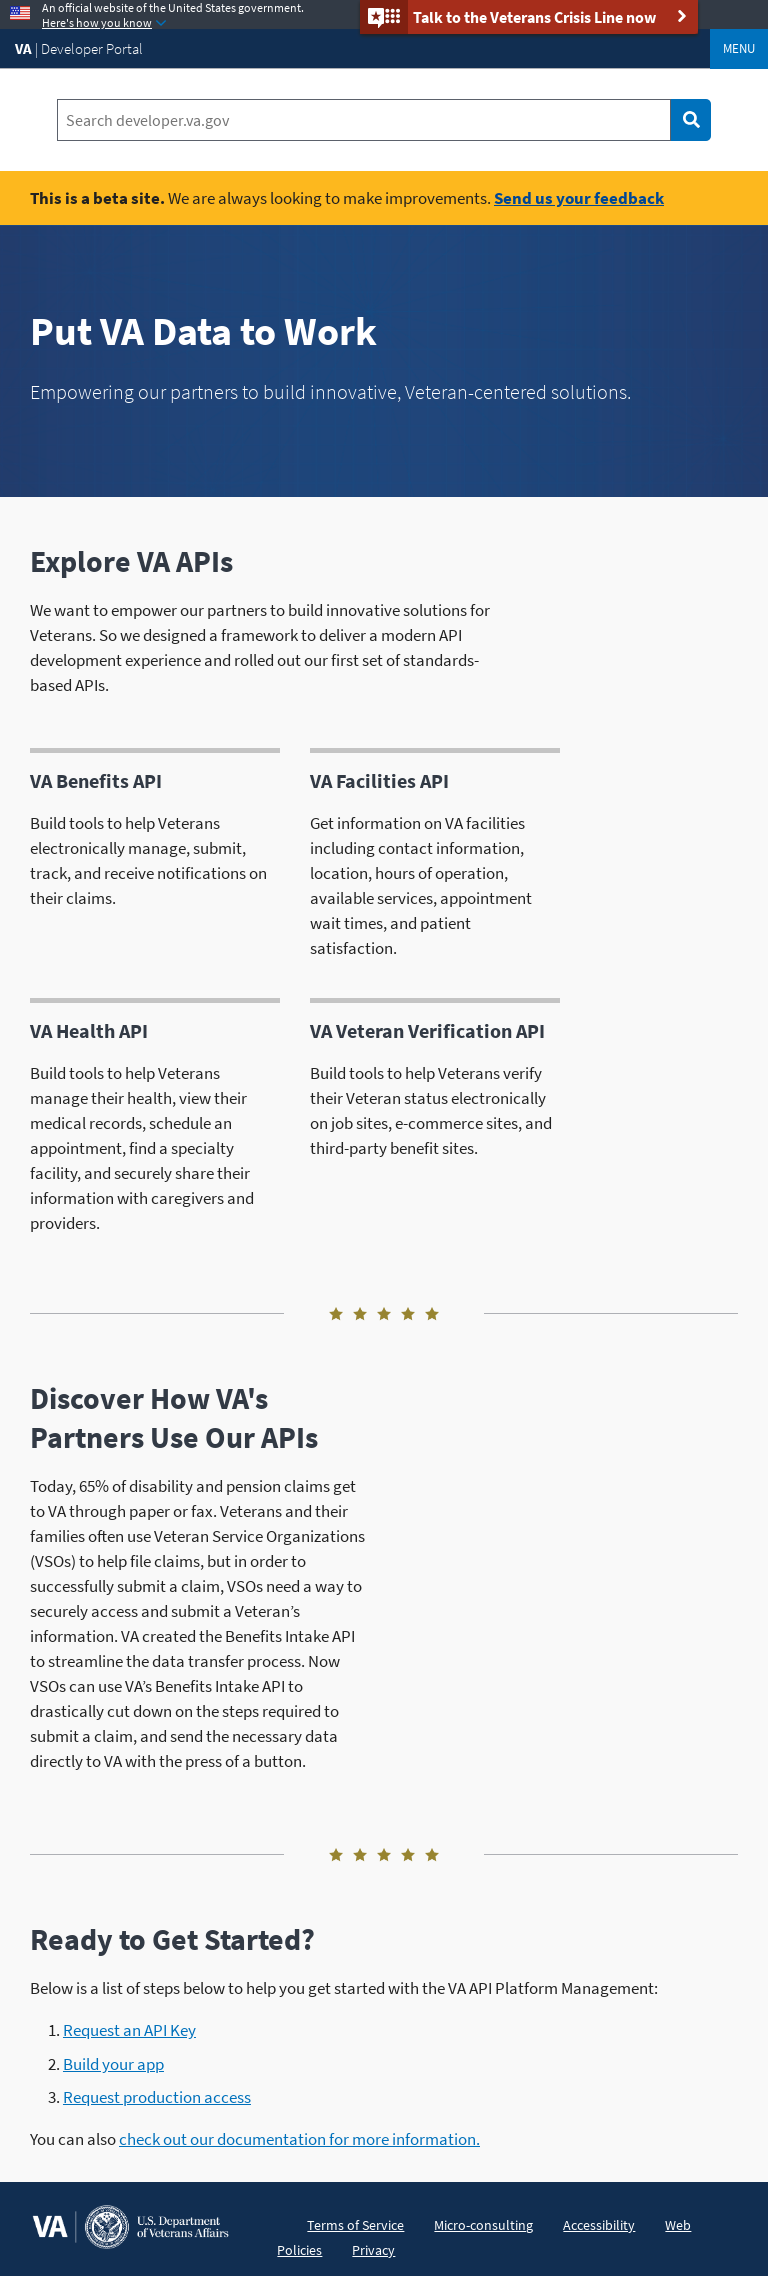 An official website of the United States government.
Here's how you know
Talk to the Veterans Crisis Line now
VA | Developer Portal
MENU
Search developer.va.gov
This is a beta site. We are always looking to make improvements. Send us your feedback
Put VA Data to Work
Empowering our partners to build innovative, Veteran-centered solutions.
Explore VA APIs
We want to empower our partners to build innovative solutions for
Veterans. So we designed a framework to deliver a modern API
development experience and rolled out our first set of standards-
based APIs.
VA Benefits API
Build tools to help Veterans
electronically manage, submit,
track, and receive notifications on
their claims.
VA Facilities API
Get information on VA facilities
including contact information,
location, hours of operation,
available services, appointment
wait times, and patient
satisfaction.
VA Health API
Build tools to help Veterans
manage their health, view their
medical records, schedule an
appointment, find a specialty
facility, and securely share their
information with caregivers and
providers.
VA Veteran Verification API
Build tools to help Veterans verify
their Veteran status electronically
on job sites, e-commerce sites, and
third-party benefit sites.
Discover How VA's
Partners Use Our APIs
Today, 65% of disability and pension claims get
to VA through paper or fax. Veterans and their
families often use Veteran Service Organizations
(VSOs) to help file claims, but in order to
successfully submit a claim, VSOs need a way to
securely access and submit a Veteran’s
information. VA created the Benefits Intake API
to streamline the data transfer process. Now
VSOs can use VA’s Benefits Intake API to
drastically cut down on the steps required to
submit a claim, and send the necessary data
directly to VA with the press of a button.
Ready to Get Started?
Below is a list of steps below to help you get started with the VA API Platform Management:
1. Request an API Key
2. Build your app
3. Request production access
You can also check out our documentation for more information.
VA
U.S. Department
of Veterans Affairs
Terms of Service Micro-consulting Accessibility Web
Policies Privacy